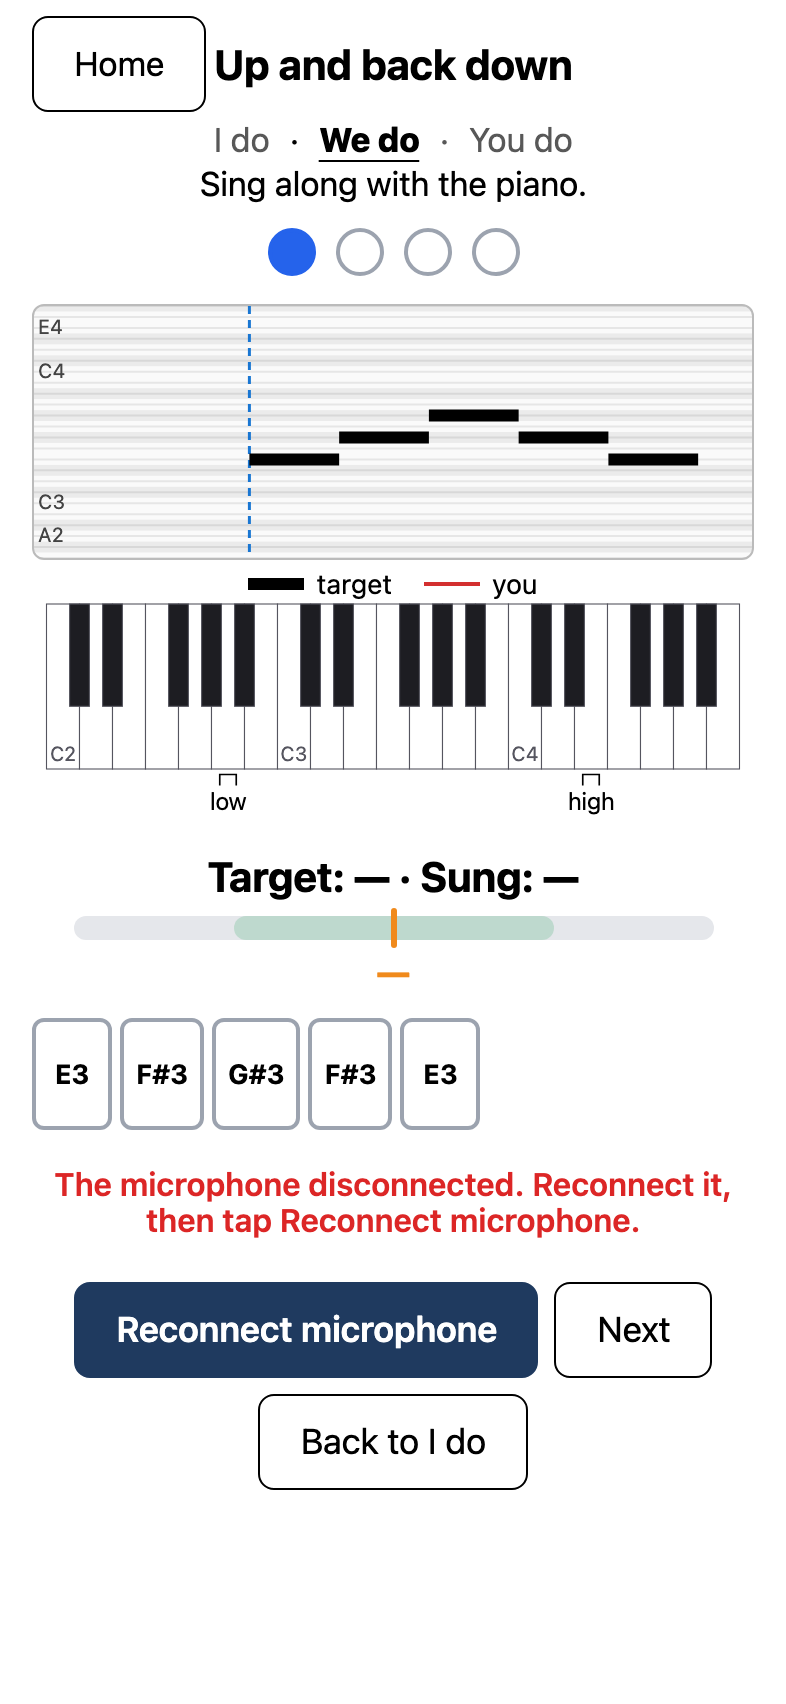 Home
Up and back down
I do · We do · You do
Sing along with the piano.
E4
C4
C3
A2
target you
C2 C3 C4
low high
Target: — · Sung: —
—
E3 F#3 G#3 F#3 E3
The microphone disconnected. Reconnect it,
then tap Reconnect microphone.
Reconnect microphone Next
Back to I do